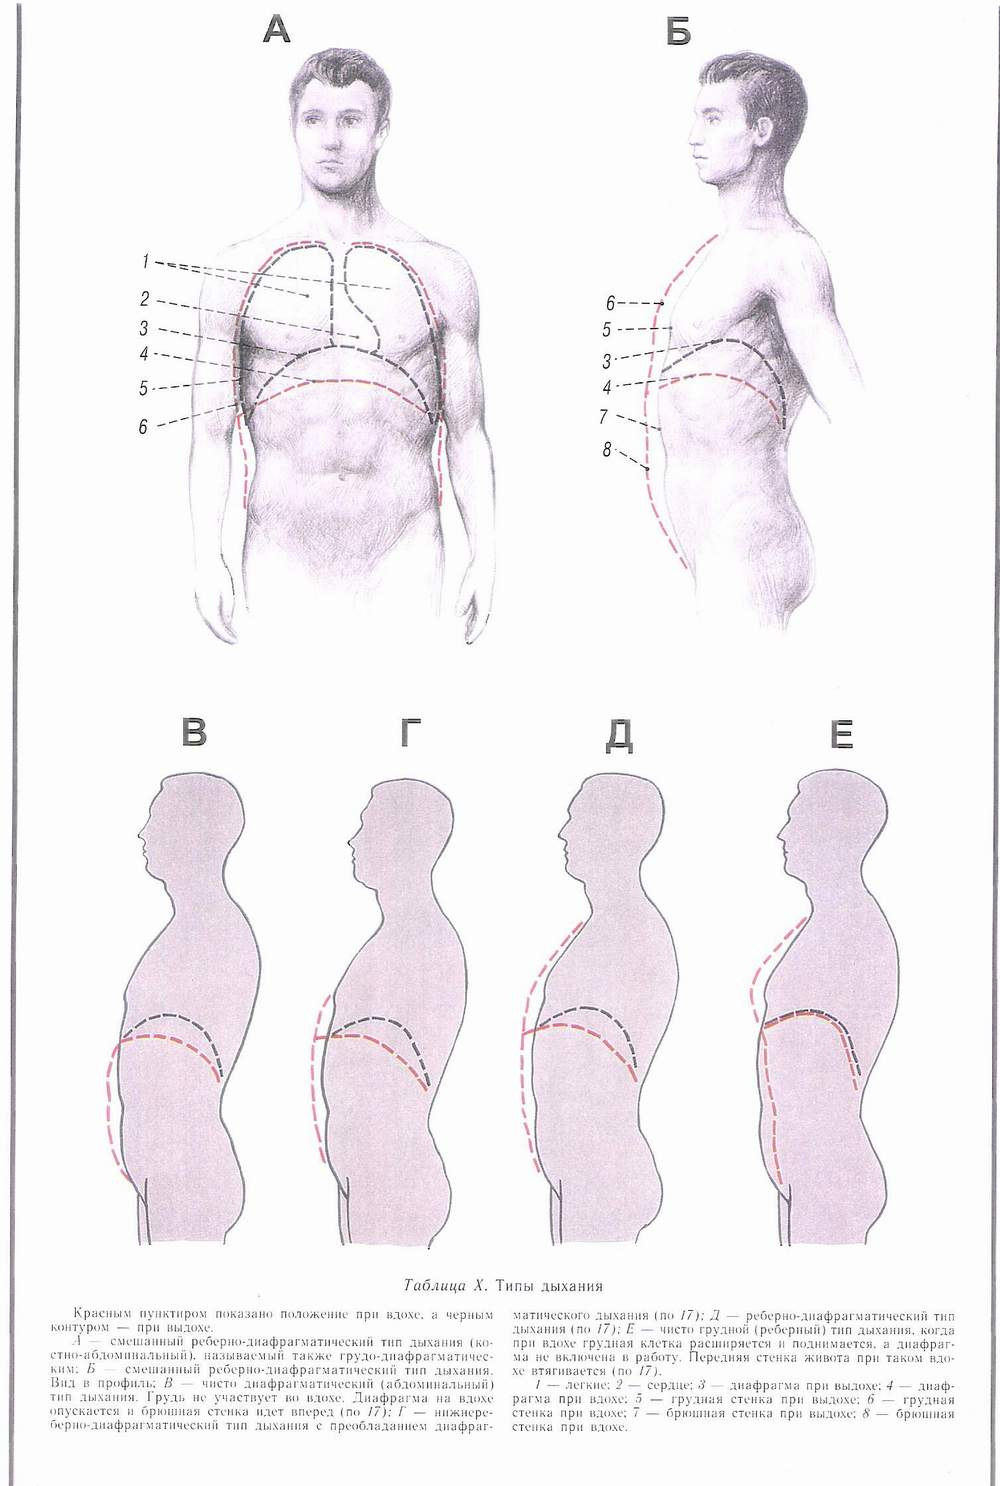 А
Б
1
2
3
4
5
6
6
5
3
4
7
8
В
Г
Д
Е
Таблица X. Типы дыхания
Красным пунктиром показано положение при вдохе, а черным
контуром — при выдохе.
А — смешанный реберно-диафрагматический тип дыхания (ко-
стно-абдоминальный), называемый также грудо-диафрагматичес-
ким; Б — смешанный реберно-диафрагматический тип дыхания.
Вид в профиль; В — чисто диафрагматический (абдоминальный)
тип дыхания. Грудь не участвует во вдохе. Диафрагма на вдохе
опускается и брюшная стенка идет вперед (по 17); Г — нижнере-
берно-диафрагматический тип дыхания с преобладанием диафраг-
матического дыхания (по 17); Д — реберно-диафрагматический тип
дыхания (по 17); Е — чисто грудной (реберный) тип дыхания, когда
при вдохе грудная клетка расширяется и поднимается, а диафраг-
ма не включена в работу. Передняя стенка живота при таком вдо-
хе втягивается (по 17).
1 — легкие; 2 — сердце; 3 — диафрагма при выдохе; 4 — диаф-
рагма при вдохе; 5 — грудная стенка при выдохе; 6 — грудная
стенка при вдохе; 7 — брюшная стенка при выдохе; 8 — брюшная
стенка при вдохе.